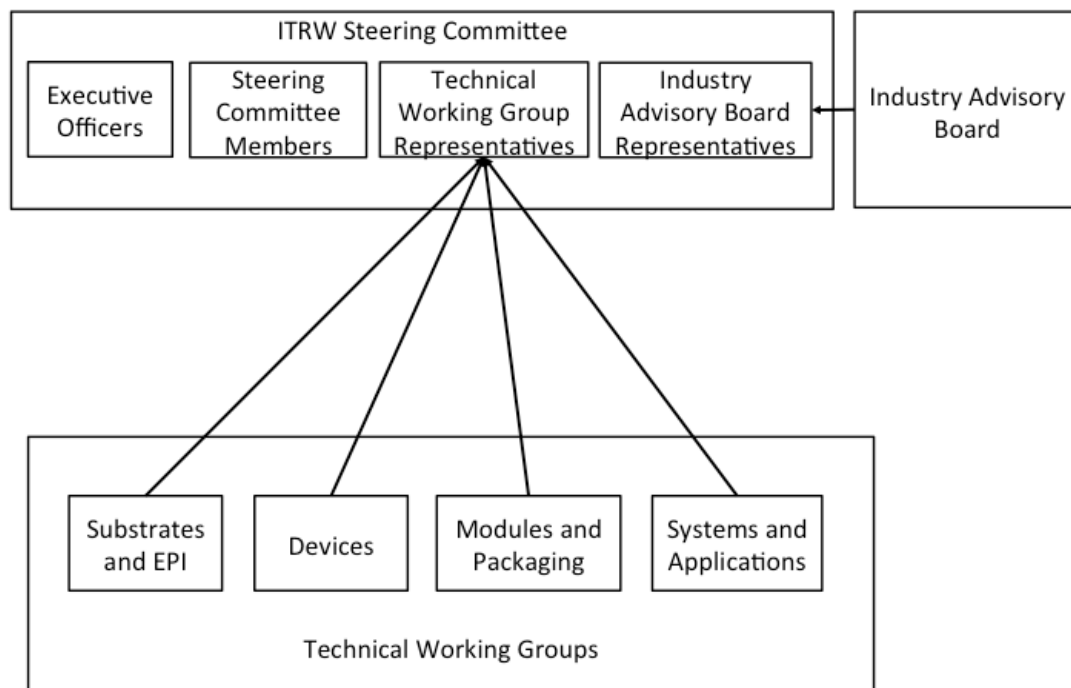 ITRW Steering Committee
Executive
Officers
Steering
Committee
Members
Technical
Working Group
Representatives
Industry
Advisory Board
Representatives
Industry Advisory
Board
Substrates
and EPI
Devices
Modules and
Packaging
Systems and
Applications
Technical Working Groups